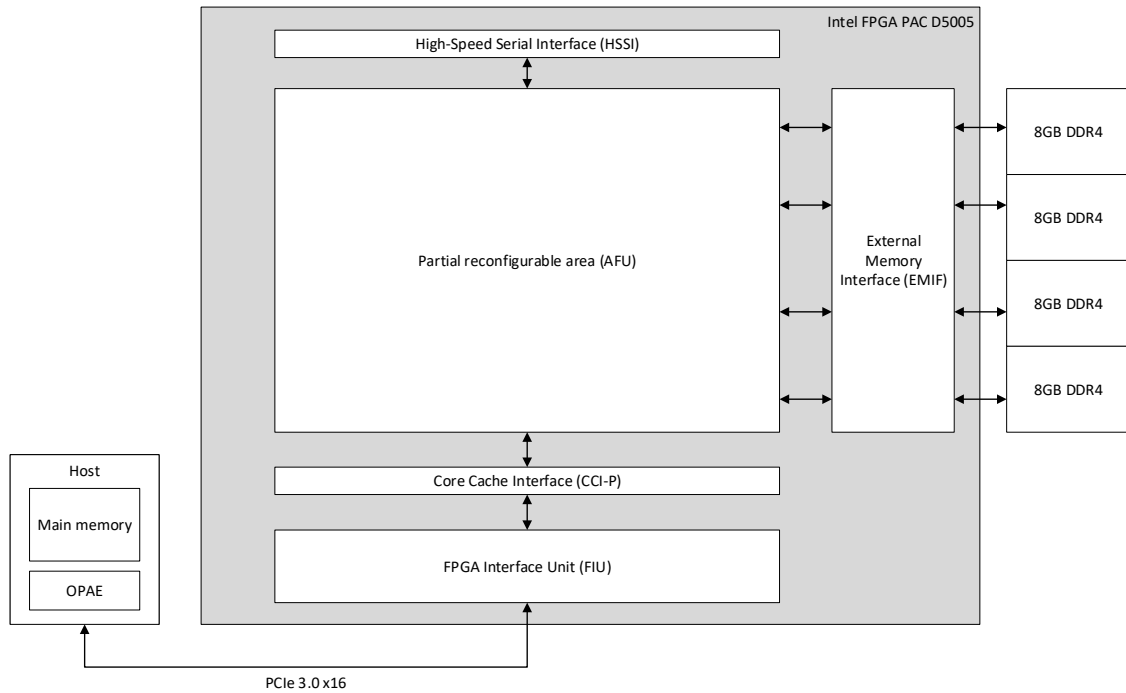 Intel FPGA PAC D5005
High-Speed Serial Interface (HSSI)
Partial reconfigurable area (AFU)
External
Memory
Interface (EMIF)
8GB DDR4
8GB DDR4
8GB DDR4
8GB DDR4
Core Cache Interface (CCI-P)
FPGA Interface Unit (FIU)
Host
Main memory
OPAE
PCIe 3.0 x16